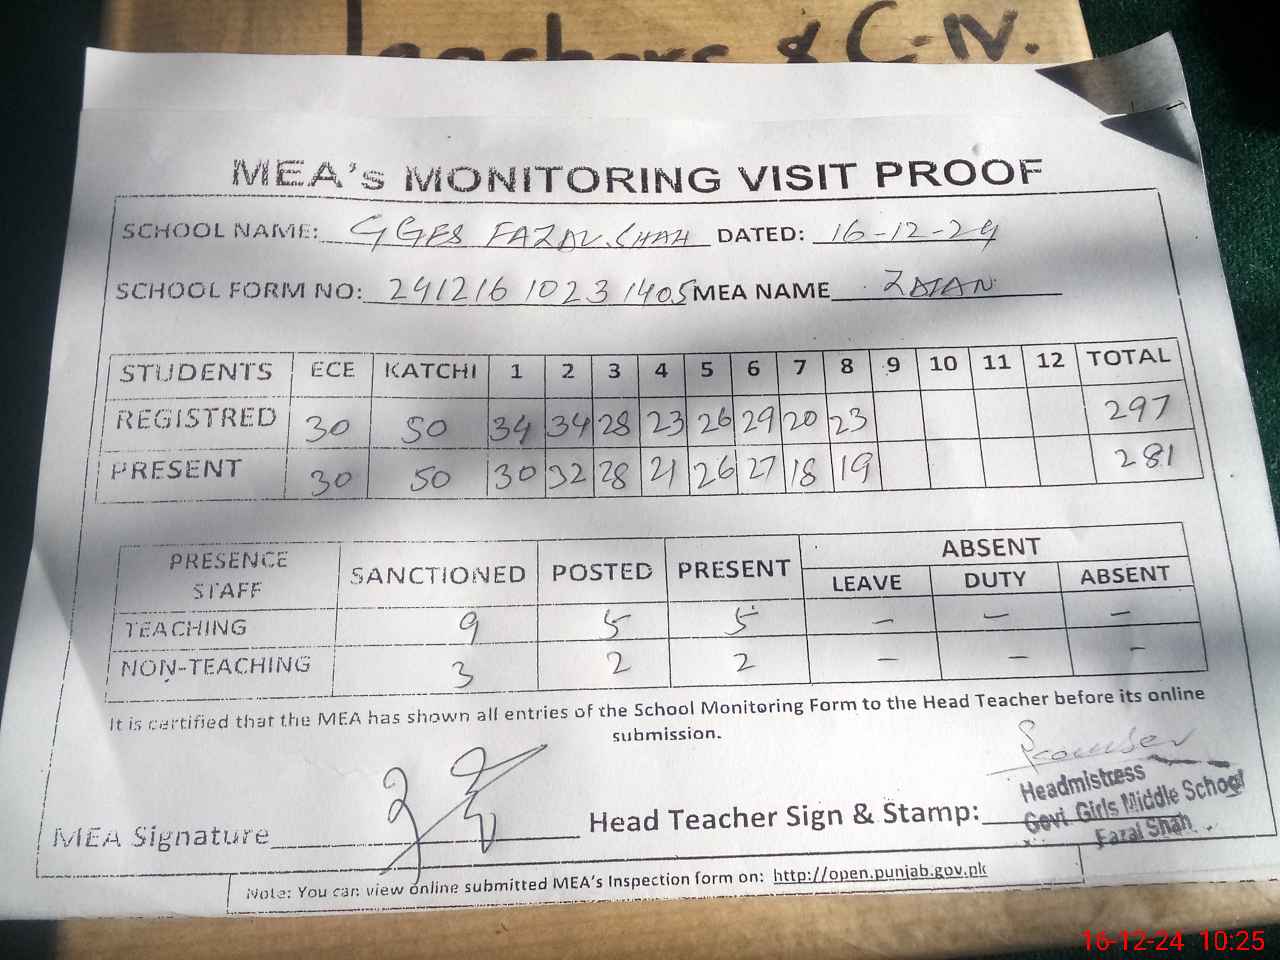 Teachers & C-IV.
MEA's MONITORING VISIT PROOF
SCHOOL NAME: GGES FAZAL SHAH DATED: 16-12-24
SCHOOL FORM NO: 241216 1023 1405 MEA NAME ZAIAN
STUDENTS ECE KATCHI 1 2 3 4 5 6 7 8 9 10 11 12 TOTAL
REGISTRED 30 50 34 34 28 23 26 29 20 23 297
PRESENT 30 50 30 32 28 21 26 27 18 19 281
PRESENCE STAFF SANCTIONED POSTED PRESENT ABSENT
LEAVE DUTY ABSENT
TEACHING 9 5 5 – – –
NON-TEACHING 3 2 2 – – –
It is certified that the MEA has shown all entries of the School Monitoring Form to the Head Teacher before its online
submission.
MEA Signature Head Teacher Sign & Stamp:
Headmistress
Govt. Girls Middle School
Fazal Shah
Note: You can view online submitted MEA's Inspection form on: http://open.punjab.gov.pk
16-12-24 10:25